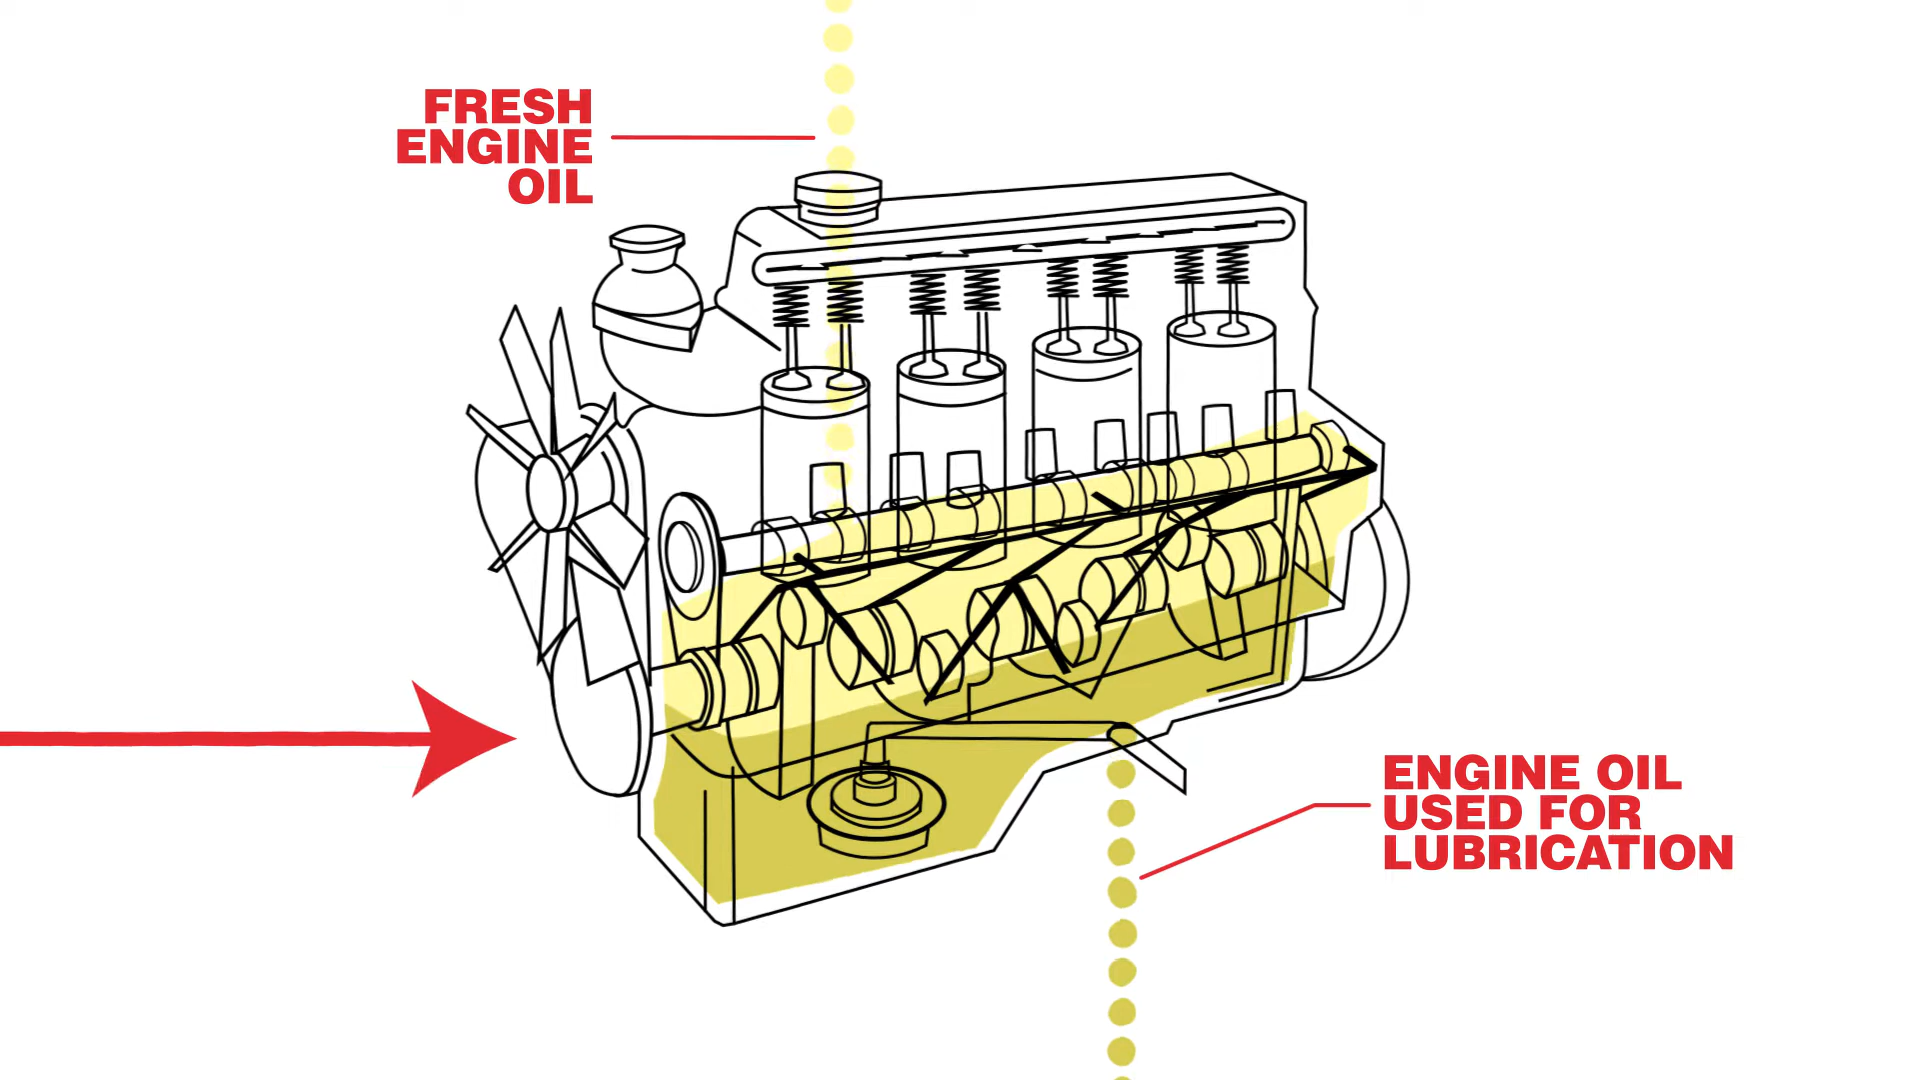 FRESH
ENGINE
OIL
ENGINE OIL
USED FOR
LUBRICATION